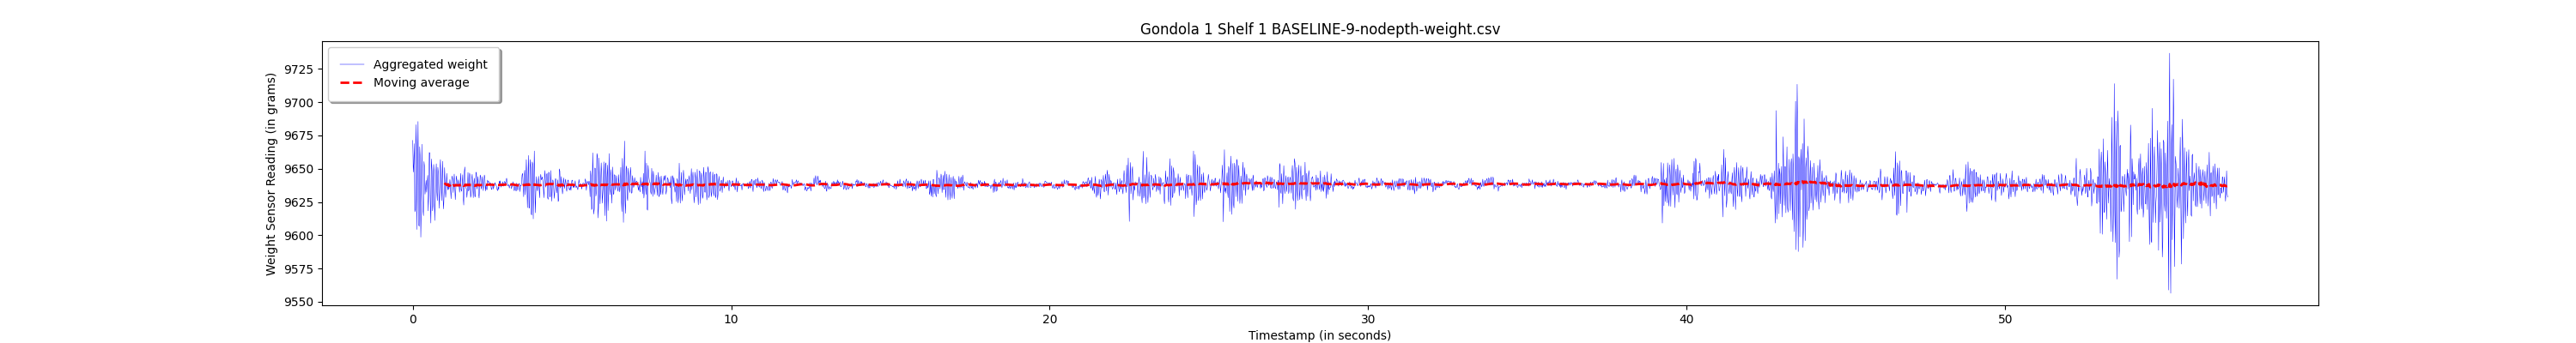 Gondola 1 Shelf 1 BASELINE-9-nodepth-weight.csv
Aggregated weight
Moving average
Weight Sensor Reading (in grams)
9725
9700
9675
9650
9625
9600
9575
9550
0 10 20 30 40 50
Timestamp (in seconds)